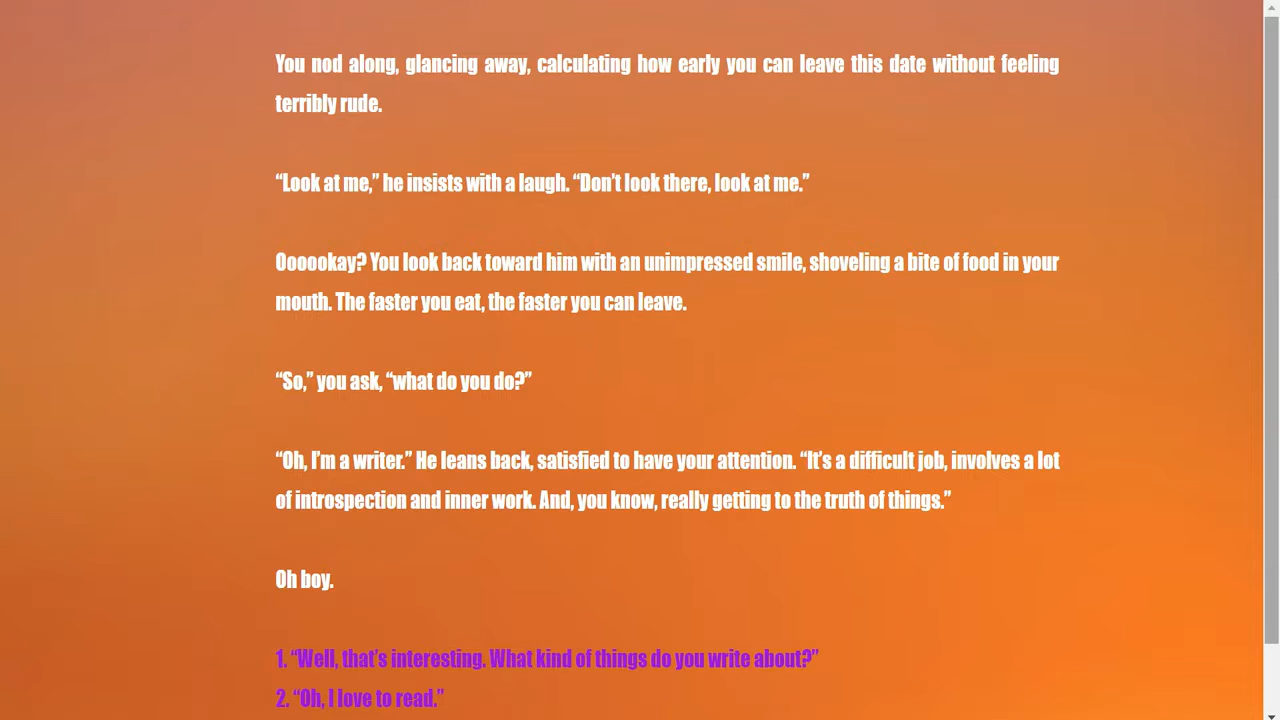 You nod along, glancing away, calculating how early you can leave this date without feeling
terribly rude.
“Look at me,” he insists with a laugh. “Don’t look there, look at me.”
Oooookay? You look back toward him with an unimpressed smile, shoveling a bite of food in your
mouth. The faster you eat, the faster you can leave.
“So,” you ask, “what do you do?”
“Oh, I’m a writer.” He leans back, satisfied to have your attention. “It’s a difficult job, involves a lot
of introspection and inner work. And, you know, really getting to the truth of things.”
Oh boy.
1. “Well, that’s interesting. What kind of things do you write about?”
2. “Oh, I love to read.”